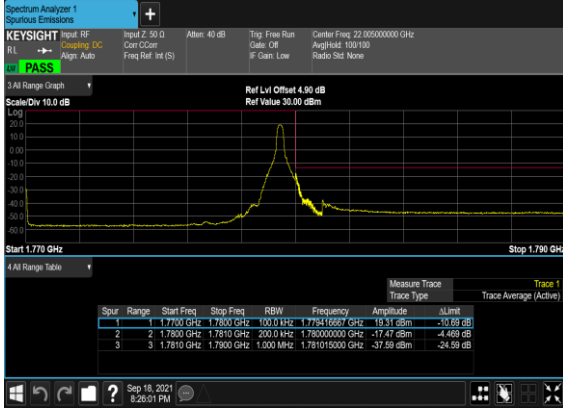 Spectrum Analyzer 1
Spurious Emissions
+
KEYSIGHT Input: RF Input Z: 50 Ω Atten: 40 dB Trig: Free Run Center Freq: 22.005000000 GHz
RL Coupling: DC Corr CCorr Gate: Off Avg|Hold: 100/100
Align: Auto Freq Ref: Int (S) IF Gain: Low Radio Std: None
PASS
3 All Range Graph
Ref Lvl Offset 4.90 dB
Scale/Div 10.0 dB Ref Value 30.00 dBm
Log
20.0
10.0
0.00
-10.0
-20.0
-30.0
-40.0
-50.0
-60.0
Start 1.770 GHz Stop 1.790 GHz
4 All Range Table
Measure Trace Trace 1
Trace Type Trace Average (Active)
Spur Range Start Freq Stop Freq RBW Frequency Amplitude ΔLimit
1 1 1.7700 GHz 1.7800 GHz 100.0 kHz 1.779416667 GHz 19.31 dBm -10.69 dB
2 2 1.7800 GHz 1.7810 GHz 200.0 kHz 1.780000000 GHz -17.47 dBm -4.469 dB
3 3 1.7810 GHz 1.7900 GHz 1.000 MHz 1.781015000 GHz -37.59 dBm -24.59 dB
? Sep 18, 2021
8:26:01 PM